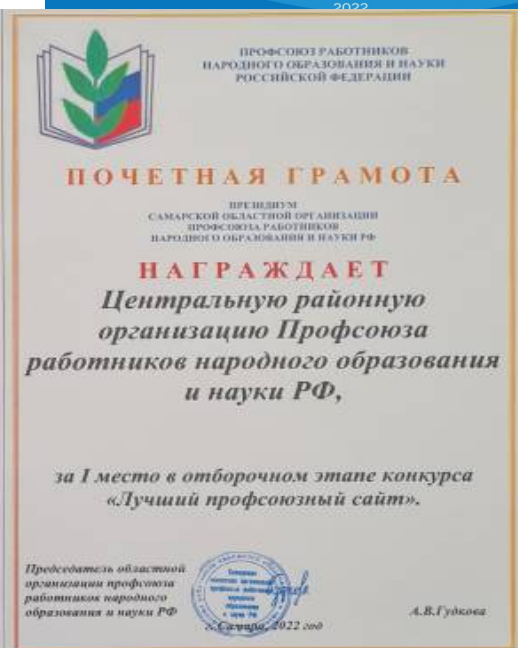 2022
ПРОФСОЮЗ РАБОТНИКОВ
НАРОДНОГО ОБРАЗОВАНИЯ И НАУКИ
РОССИЙСКОЙ ФЕДЕРАЦИИ
ПОЧЕТНАЯ ГРАМОТА
ПРЕЗИДИУМ
САМАРСКОЙ ОБЛАСТНОЙ ОРГАНИЗАЦИИ
ПРОФСОЮЗА РАБОТНИКОВ
НАРОДНОГО ОБРАЗОВАНИЯ И НАУКИ РФ
НАГРАЖДАЕТ
Центральную районную
организацию Профсоюза
работников народного образования
и науки РФ,
за I место в отборочном этапе конкурса
«Лучший профсоюзный сайт».
Председатель областной
организации профсоюза
работников народного
образования и науки РФ
А.В.Гудкова
г.Самара, 2022 год